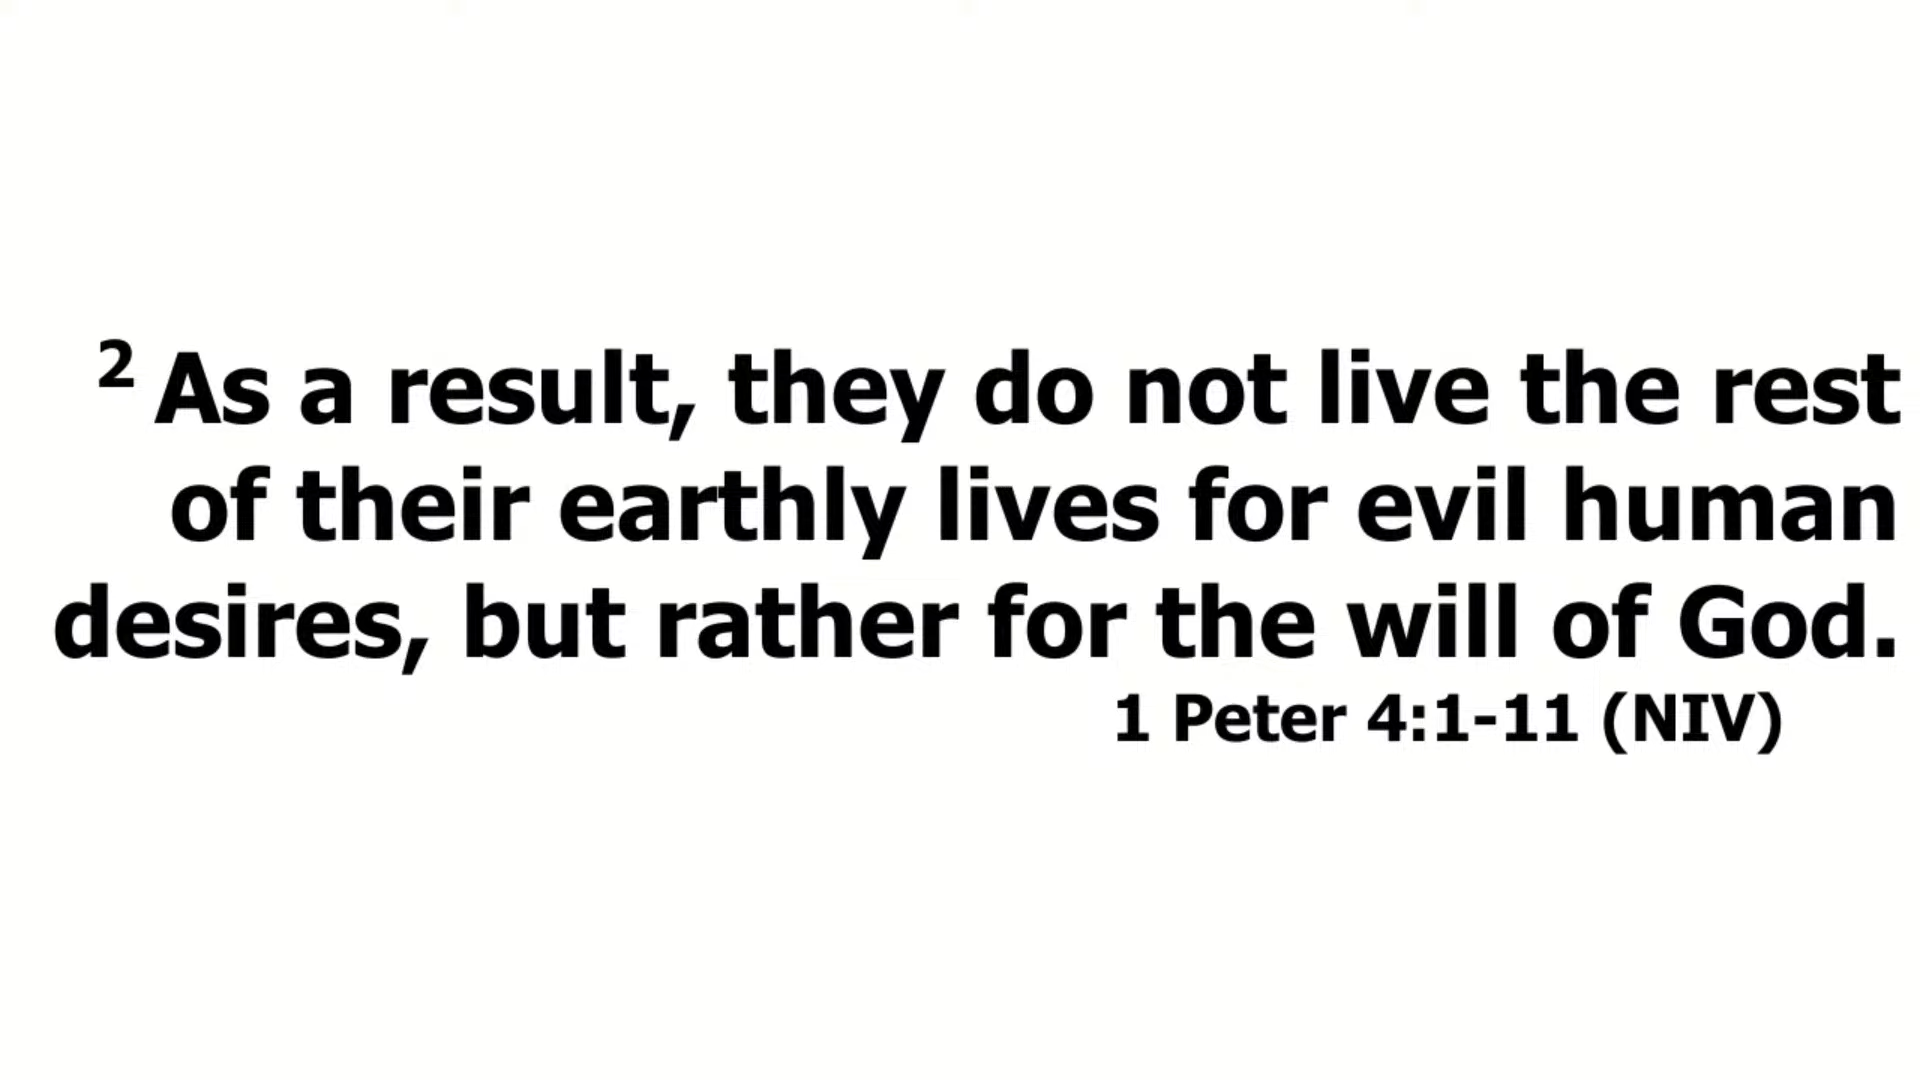 ² As a result, they do not live the rest
of their earthly lives for evil human
desires, but rather for the will of God.
1 Peter 4:1-11 (NIV)